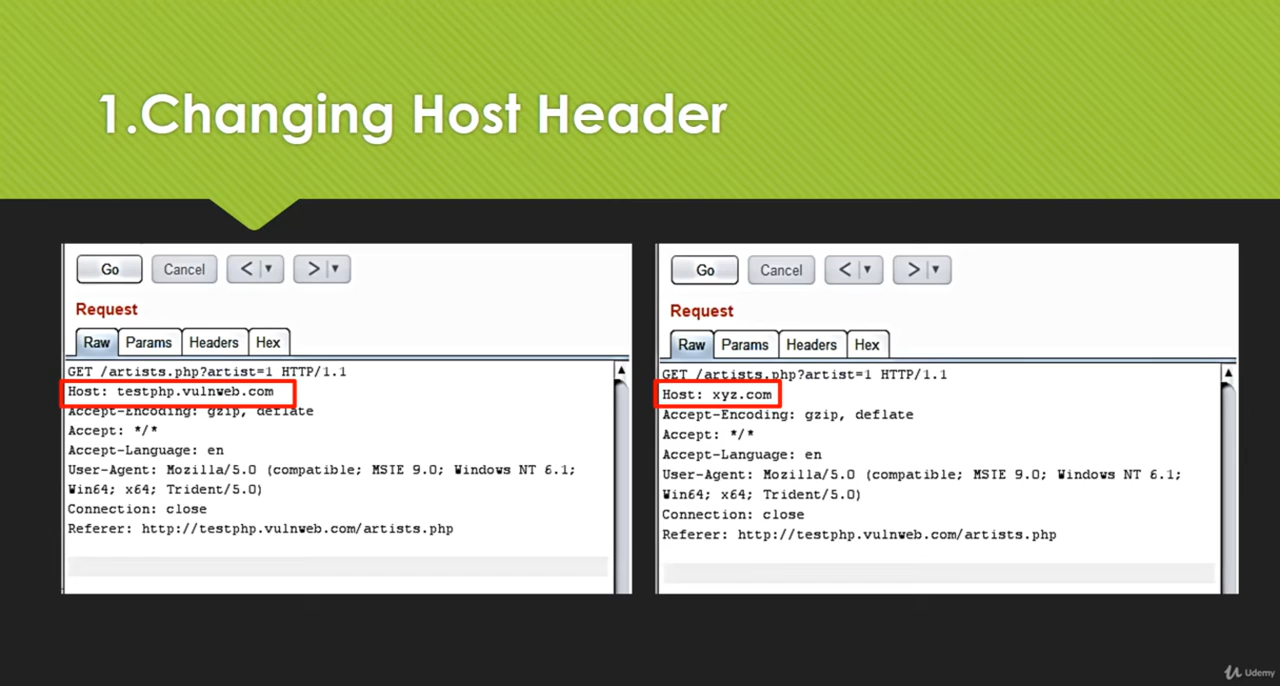 1.Changing Host Header
Go Cancel < >
Request
Raw Params Headers Hex
GET /artists.php?artist=1 HTTP/1.1
Host: testphp.vulnweb.com
Accept-Encoding: gzip, deflate
Accept: */*
Accept-Language: en
User-Agent: Mozilla/5.0 (compatible; MSIE 9.0; Windows NT 6.1;
Win64; x64; Trident/5.0)
Connection: close
Referer: http://testphp.vulnweb.com/artists.php
Go Cancel < >
Request
Raw Params Headers Hex
GET /artists.php?artist=1 HTTP/1.1
Host: xyz.com
Accept-Encoding: gzip, deflate
Accept: */*
Accept-Language: en
User-Agent: Mozilla/5.0 (compatible; MSIE 9.0; Windows NT 6.1;
Win64; x64; Trident/5.0)
Connection: close
Referer: http://testphp.vulnweb.com/artists.php
Udemy